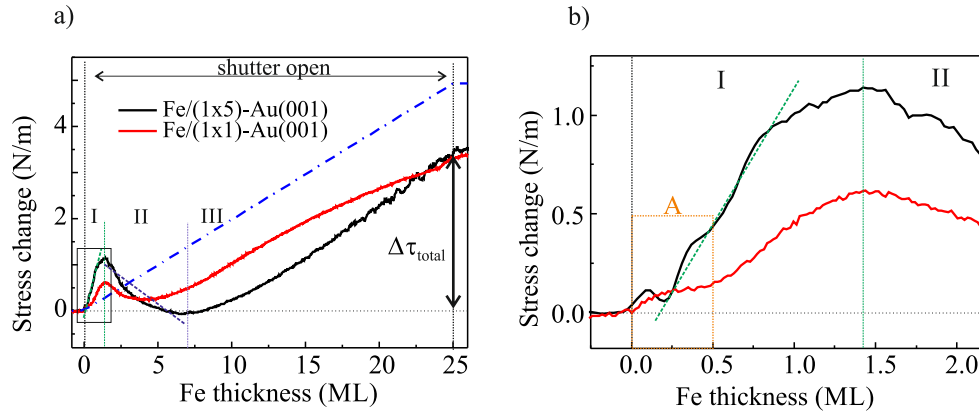 a)
shutter open
Fe/(1x5)-Au(001)
Fe/(1x1)-Au(001)
I
II
III
Δτtotal
Stress change (N/m)
4
2
0
0
5
10
15
20
25
Fe thickness (ML)
b)
I
II
A
Stress change (N/m)
1.0
0.5
0.0
0.0
0.5
1.0
1.5
2.0
Fe thickness (ML)